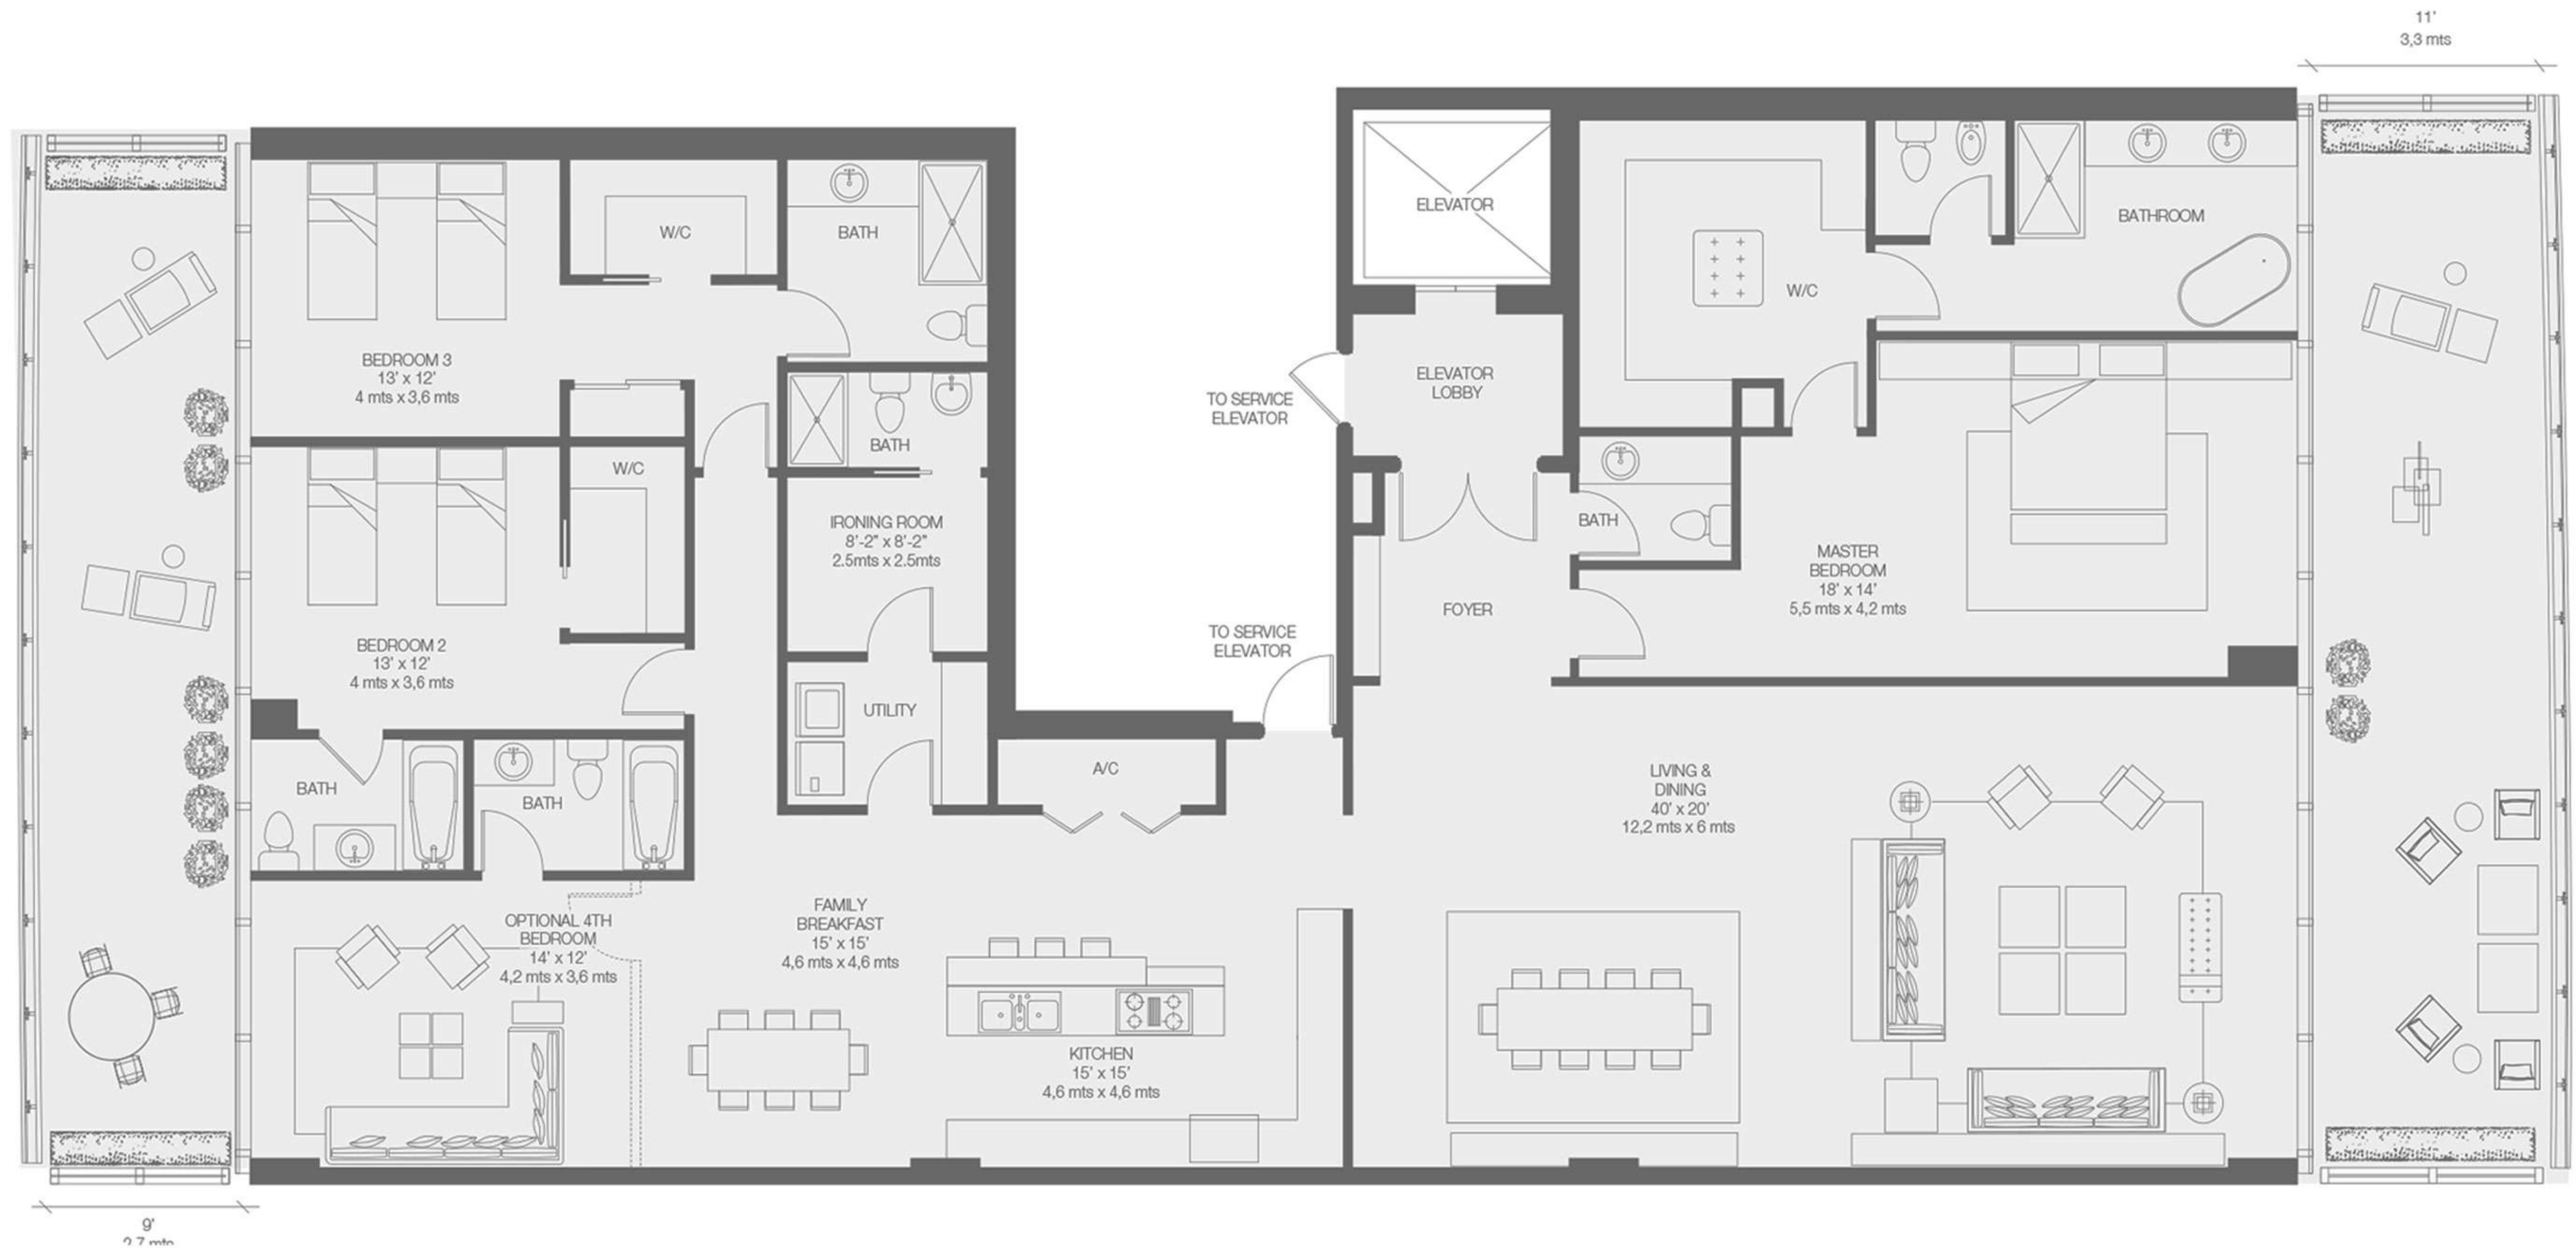 11'
3,3 mts
ELEVATOR
BATHROOM
W/C
BATH
W/C
BEDROOM 3
13' x 12'
4 mts x 3,6 mts
ELEVATOR
LOBBY
TO SERVICE
ELEVATOR
BATH
W/C
IRONING ROOM
8'-2" x 8'-2"
2.5mts x 2.5mts
BATH
MASTER
BEDROOM
18' x 14'
5,5 mts x 4,2 mts
FOYER
TO SERVICE
ELEVATOR
BEDROOM 2
13' x 12'
4 mts x 3,6 mts
UTILITY
A/C
LIVING &
DINING
40' x 20'
12,2 mts x 6 mts
BATH
BATH
FAMILY
BREAKFAST
15' x 15'
4,6 mts x 4,6 mts
OPTIONAL 4TH
BEDROOM
14' x 12'
4,2 mts x 3,6 mts
KITCHEN
15' x 15'
4,6 mts x 4,6 mts
9'
2,7 mts